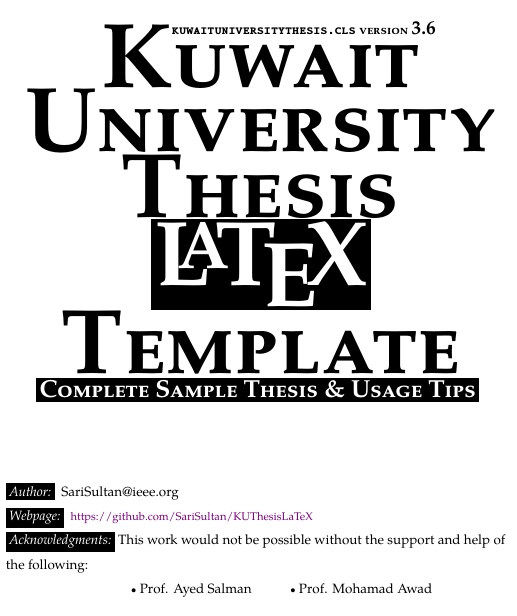 KUWAITUNIVERSITYTHESIS.CLS VERSION 3.6
KUWAIT
UNIVERSITY
THESIS
LATEX
TEMPLATE
COMPLETE SAMPLE THESIS & USAGE TIPS
Author: SariSultan@ieee.org
Webpage: https://github.com/SariSultan/KUThesisLaTeX
Acknowledgments: This work would not be possible without the support and help of
the following:
• Prof. Ayed Salman • Prof. Mohamad Awad